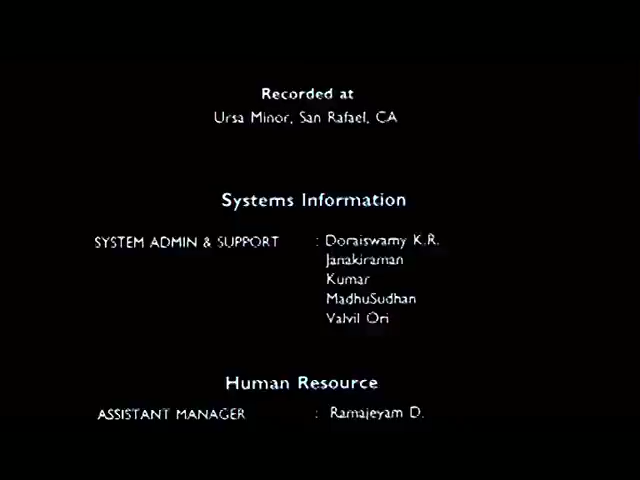 Recorded at
Ursa Minor, San Rafael, CA
Systems Information
SYSTEM ADMIN & SUPPORT : Doraiswamy K.R.
Janakiraman
Kumar
MadhuSudhan
Valvil Ori
Human Resource
ASSISTANT MANAGER : Ramajeyam D.